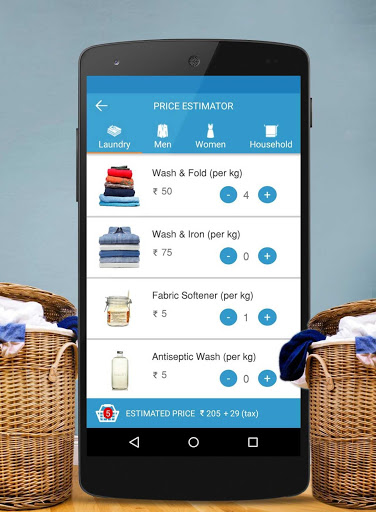 PRICE ESTIMATOR
Laundry Men Women Household
Wash & Fold (per kg)
₹ 50 - 4 +
Wash & Iron (per kg)
₹ 75 - 0 +
Fabric Softener (per kg)
₹ 5 - 1 +
Antiseptic Wash (per kg)
₹ 5 - 0 +
5 ESTIMATED PRICE ₹ 205 + 29 (tax)